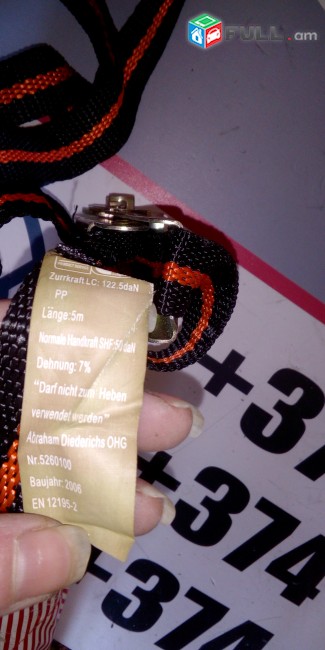 FULL.am
Zurrkraft.LC: 122.5daN
PP
Länge:5m
Normale Handkraft SHF:50 daN
Dehnung: 7%
"Darf nicht zum Heben
verwendet werden"
Abraham Diederichs OHG
Nr.5260100
Baujahr: 2006
EN 12195-2
+37
+374
+374